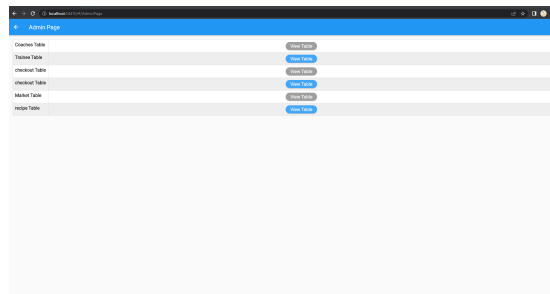 Admin Page
Coaches Table View Table
Trainee Table View Table
checkout Table View Table
checkout Table View Table
Market Table View Table
recipe Table View Table